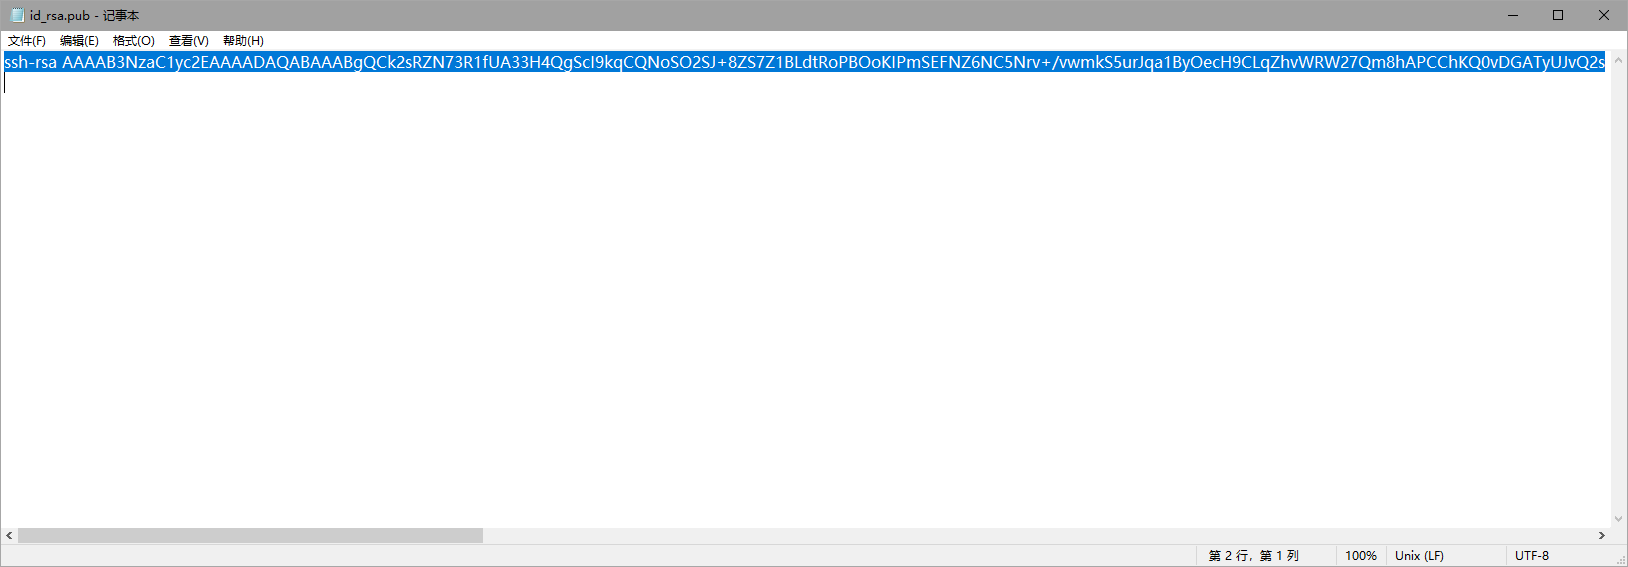 id_rsa.pub - 记事本
文件(F) 编辑(E) 格式(O) 查看(V) 帮助(H)
ssh-rsa AAAAB3NzaC1yc2EAAAADAQABAAABgQCk2sRZN73R1fUA33H4QgScI9kqCQNoSO2SJ+8ZS7Z1BLdtRoPBOoKIPmSEFNZ6NC5Nrv+/vwmkS5urJqa1ByOecH9CLqZhvWRW27Qm8hAPCChKQ0vDGATyUJvQ2s
第 2 行，第 1 列 100% Unix (LF) UTF-8